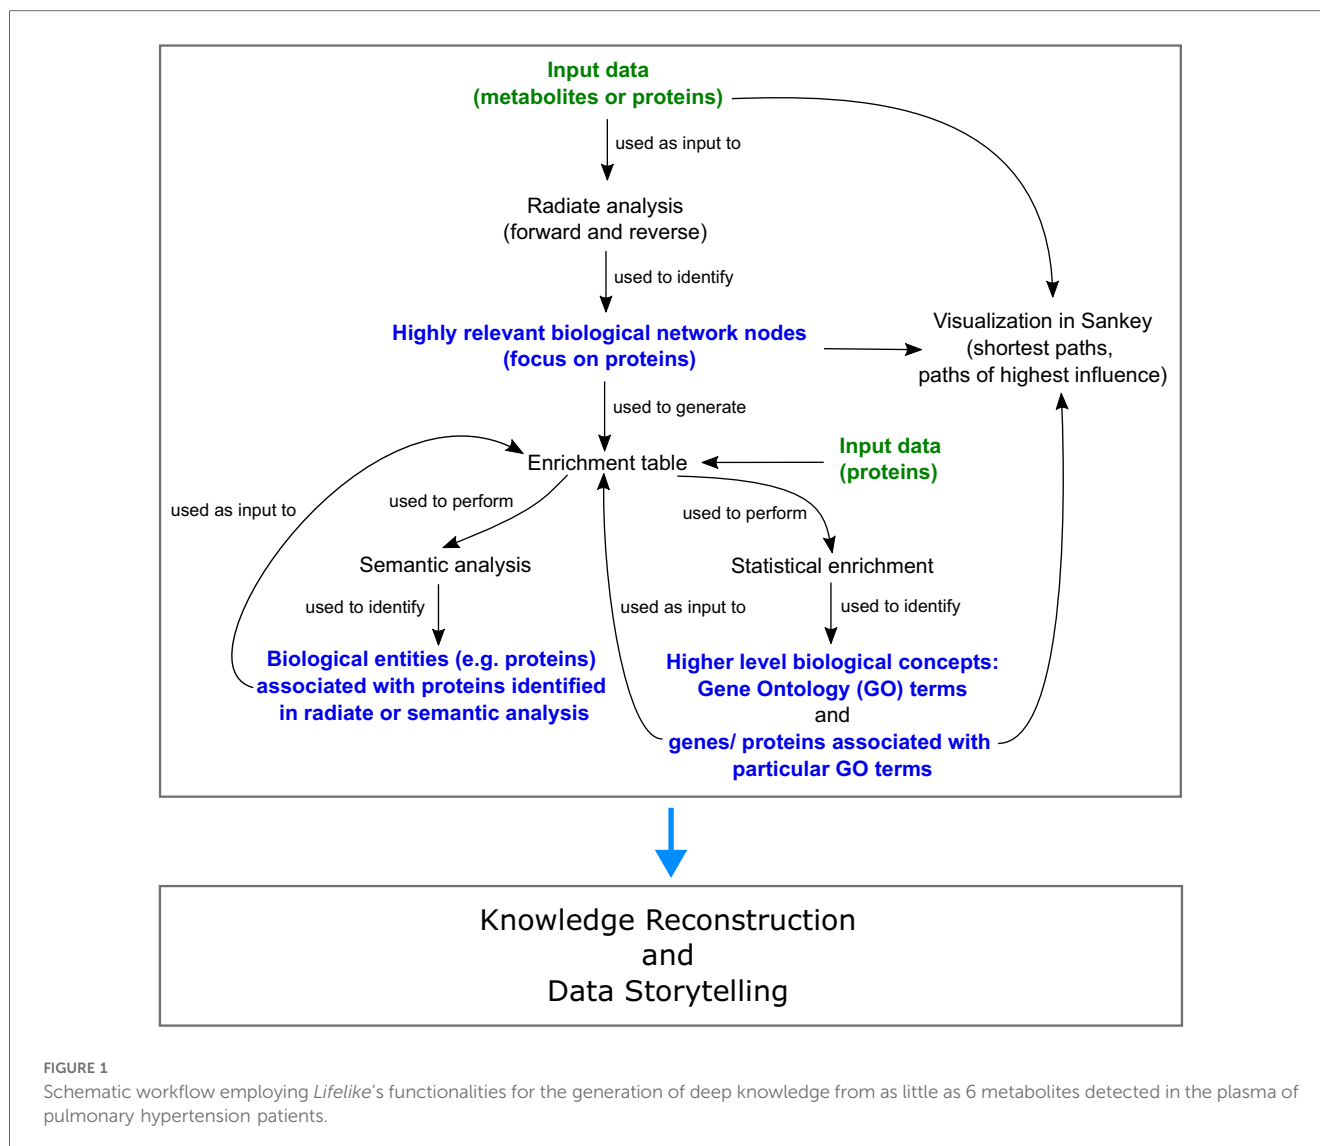 Input data
(metabolites or proteins)
used as input to
Radiate analysis
(forward and reverse)
used to identify
Highly relevant biological network nodes
(focus on proteins)
Visualization in Sankey
(shortest paths,
paths of highest influence)
used to generate
Input data
(proteins)
Enrichment table
used as input to
used to perform
used to perform
Semantic analysis
Statistical enrichment
used to identify
used as input to
used to identify
Biological entities (e.g. proteins)
associated with proteins identified
in radiate or semantic analysis
Higher level biological concepts:
Gene Ontology (GO) terms
and
genes/ proteins associated with
particular GO terms
Knowledge Reconstruction
and
Data Storytelling
FIGURE 1
Schematic workflow employing Lifelike's functionalities for the generation of deep knowledge from as little as 6 metabolites detected in the plasma of
pulmonary hypertension patients.